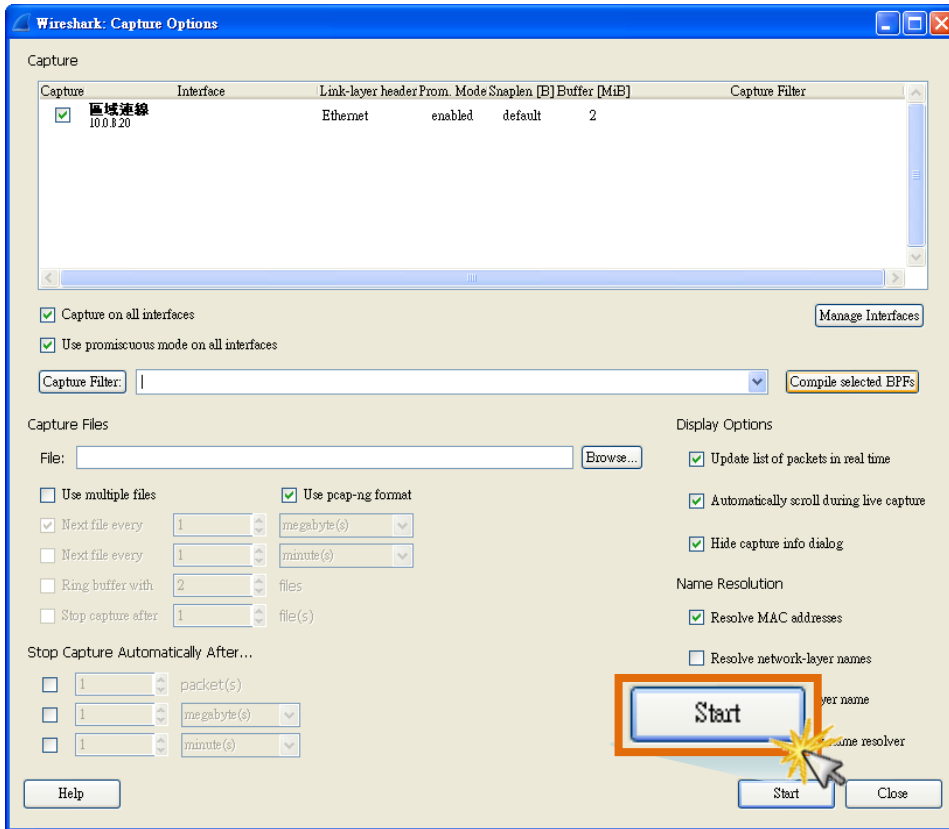 Wireshark: Capture Options
Capture
Capture Interface Link-layer header Prom. Mode Snaplen [B] Buffer [MiB] Capture Filter
區域連線
10.0.8.20
Ethernet enabled default 2
Capture on all interfaces
Manage Interfaces
Use promiscuous mode on all interfaces
Capture Filter:
Compile selected BPFs
Capture Files
File:
Browse...
Use multiple files
Use pcap-ng format
Next file every 1 megabyte(s)
Next file every 1 minute(s)
Ring buffer with 2 files
Stop capture after 1 file(s)
Stop Capture Automatically After...
1 packet(s)
1 megabyte(s)
1 minute(s)
Display Options
Update list of packets in real time
Automatically scroll during live capture
Hide capture info dialog
Name Resolution
Resolve MAC addresses
Resolve network-layer names
yer name
name resolver
Start
Help
Start
Close